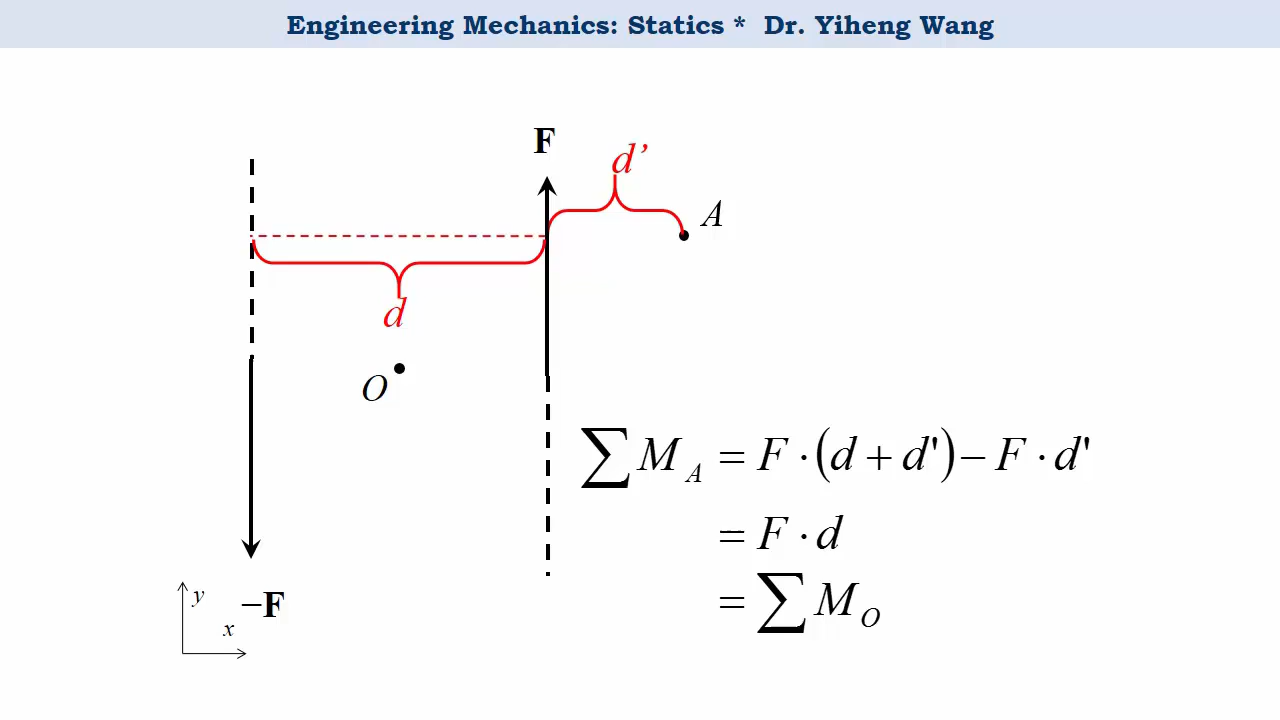 Engineering Mechanics: Statics * Dr. Yiheng Wang
F
d’
A
d
O
∑ M_A = F · (d + d') − F · d'
= F · d
= ∑ M_O
y
−F
x